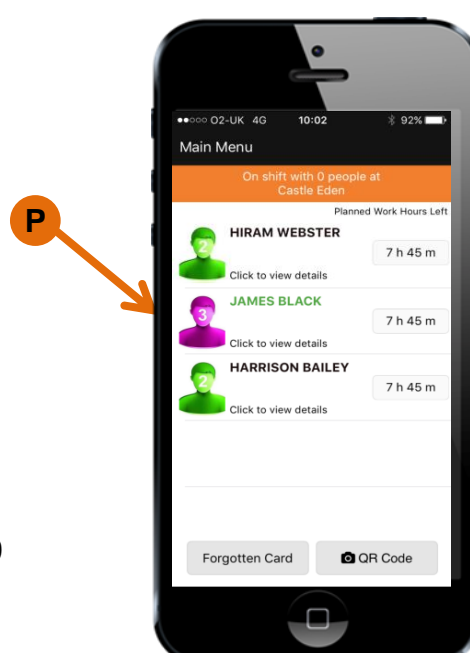 ●●○○○ O2-UK 4G 10:02 92%
Main Menu
On shift with 0 people at
Castle Eden
Planned Work Hours Left
P
HIRAM WEBSTER
2
7 h 45 m
Click to view details
JAMES BLACK
3
7 h 45 m
Click to view details
HARRISON BAILEY
2
7 h 45 m
Click to view details
)
Forgotten Card QR Code